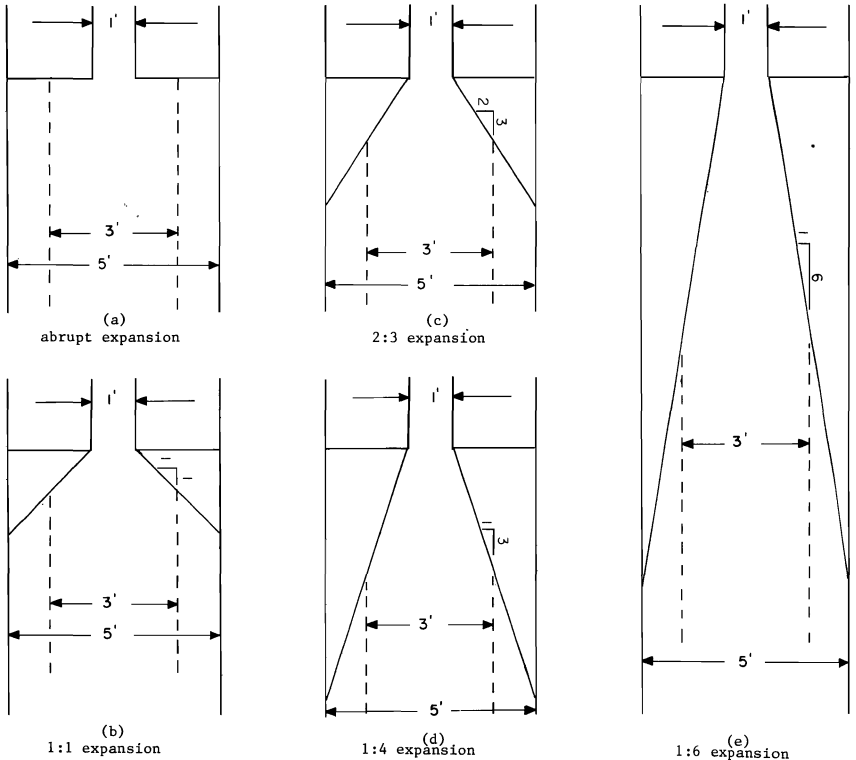 1'
3'
5'
(a)
abrupt expansion
1'
1
1
3'
5'
(b)
1:1 expansion
1'
2
3
3'
5'
(c)
2:3 expansion
1'
1
3
3'
5'
(d)
1:4 expansion
1'
1
6
3'
5'
(e)
1:6 expansion